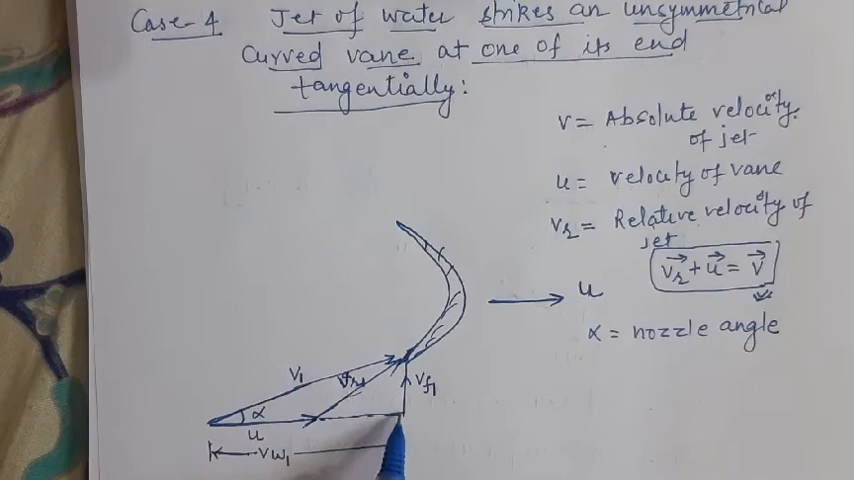 Case-4 Jet of water strikes an unsymmetrical
Curved vane at one of its end
tangentially:
V = Absolute velocity
of jet
u = velocity of vane
Vr = Relative velocity of
jet
Vr + u = V
α = nozzle angle
u
V1
Vr1
Vf1
α
u
Vw1